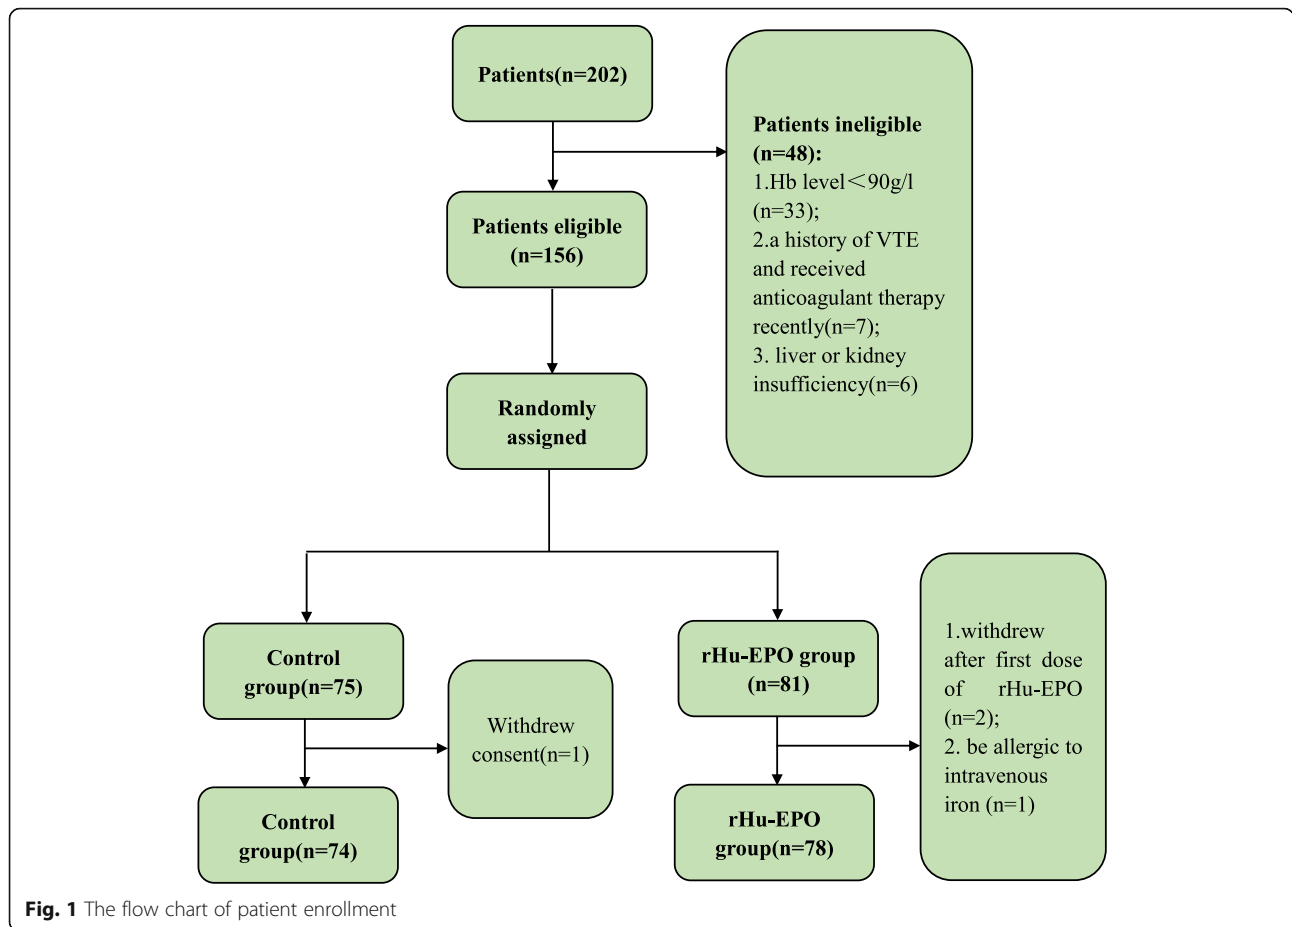 Patients(n=202)
Patients ineligible
(n=48):
1.Hb level＜90g/l
(n=33);
2.a history of VTE
and received
anticoagulant therapy
recently(n=7);
3. liver or kidney
insufficiency(n=6)
Patients eligible
(n=156)
Randomly
assigned
Control
group(n=75)
Withdrew
consent(n=1)
Control
group(n=74)
rHu-EPO group
(n=81)
1.withdrew
after first dose
of rHu-EPO
(n=2);
2. be allergic to
intravenous
iron (n=1)
rHu-EPO
group(n=78)
Fig. 1 The flow chart of patient enrollment